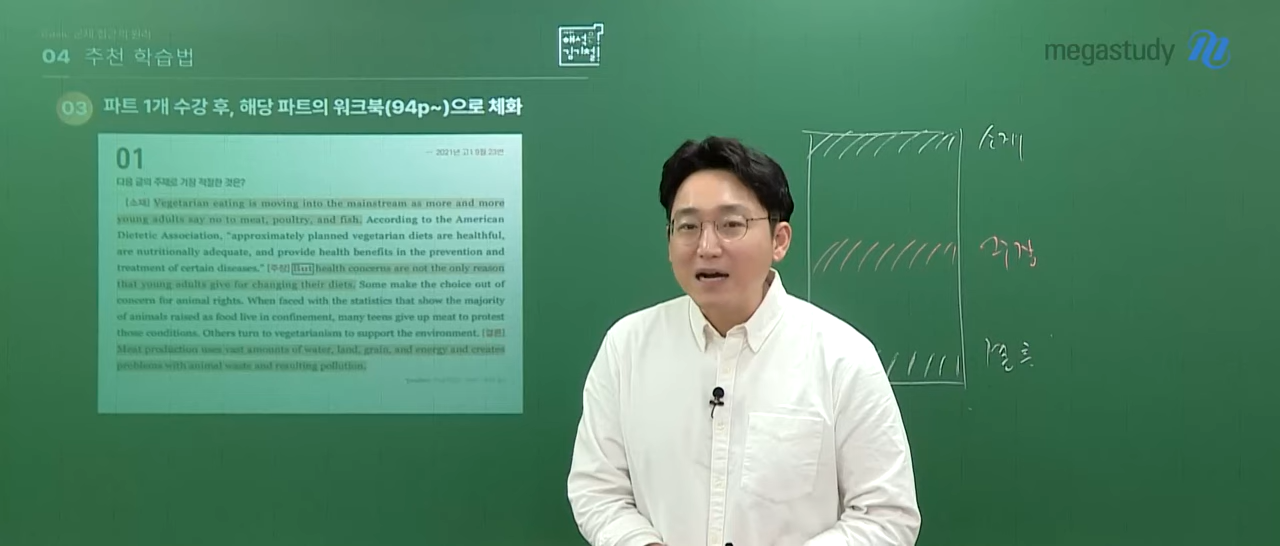 04 추천 학습법
해석은?
김기철!
megastudy
03 파트 1개 수강 후, 해당 파트의 워크북(94p~)으로 체화
01
2021년 고1 9월 23번
다음 글의 주제로 가장 적절한 것은?
[소재] Vegetarian eating is moving into the mainstream as more and more
young adults say no to meat, poultry, and fish. According to the American
Dietetic Association, “approximately planned vegetarian diets are healthful,
are nutritionally adequate, and provide health benefits in the prevention and
treatment of certain diseases.” [주장] But health concerns are not the only reason
that young adults give for changing their diets. Some make the choice out of
concern for animal rights. When faced with the statistics that show the majority
of animals raised as food live in confinement, many teens give up meat to protest
those conditions. Others turn to vegetarianism to support the environment. [결론]
Meat production uses vast amounts of water, land, grain, and energy and creates
problems with animal waste and resulting pollution.
소재
주장
결론